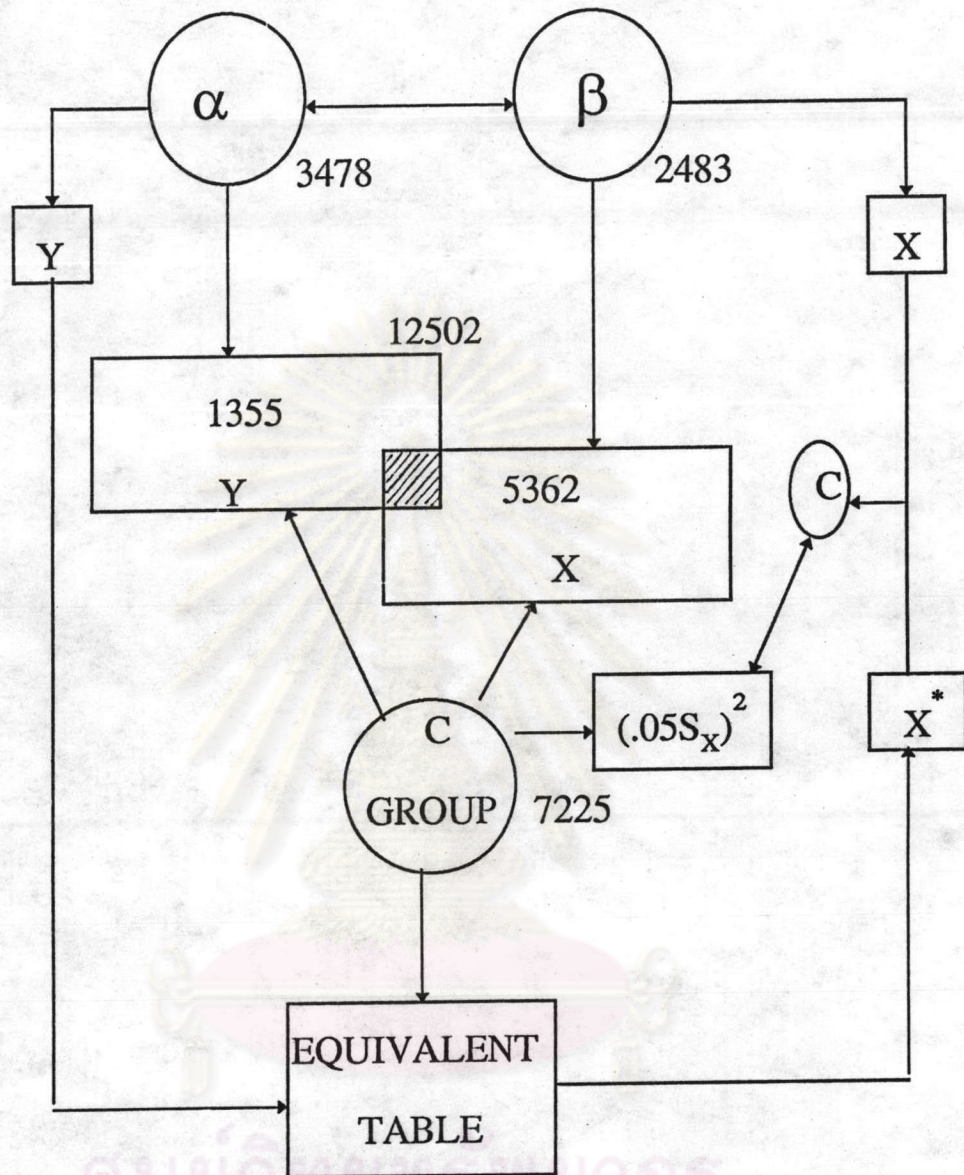 α
β
3478
2483
Y
X
12502
1355
Y
5362
X
C
C
GROUP
7225
(.05S_X)²
X*
EQUIVALENT
TABLE